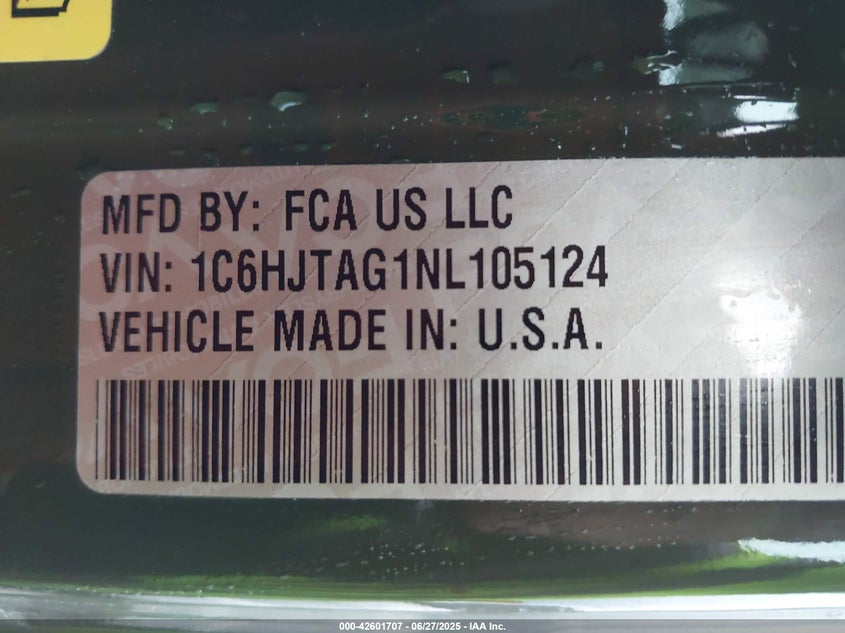 MFD BY: FCA US LLC
VIN: 1C6HJTAG1NL105124
VEHICLE MADE IN: U.S.A.
000-42601707 - 06/27/2025 - IAA Inc.